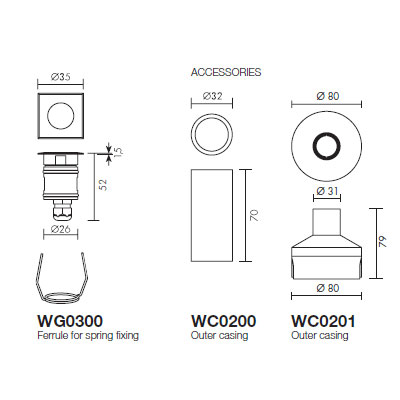 ACCESSORIES
Ø35
Ø32
Ø 80
1,5
52
Ø26
70
Ø 31
79
Ø 80
WG0300
Ferrule for spring fixing
WC0200
Outer casing
WC0201
Outer casing